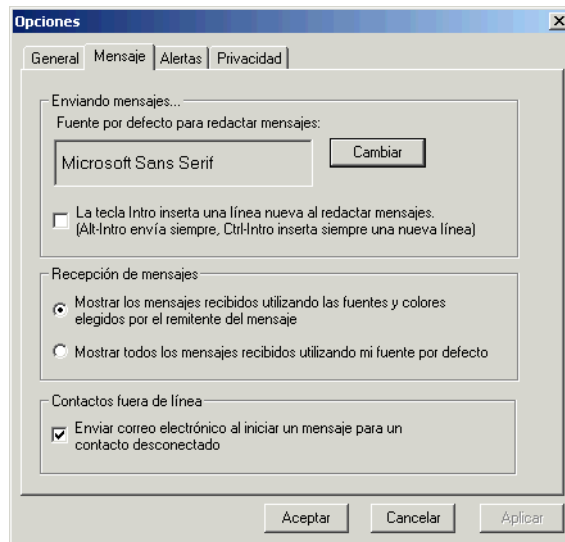 Opciones
General Mensaje Alertas Privacidad
Enviando mensajes...
Fuente por defecto para redactar mensajes:
Microsoft Sans Serif
Cambiar
La tecla Intro inserta una línea nueva al redactar mensajes.
(Alt-Intro envía siempre, Ctrl-Intro inserta siempre una nueva línea)
Recepción de mensajes
Mostrar los mensajes recibidos utilizando las fuentes y colores
elegidos por el remitente del mensaje
Mostrar todos los mensajes recibidos utilizando mi fuente por defecto
Contactos fuera de línea
Enviar correo electrónico al iniciar un mensaje para un
contacto desconectado
Aceptar Cancelar Aplicar